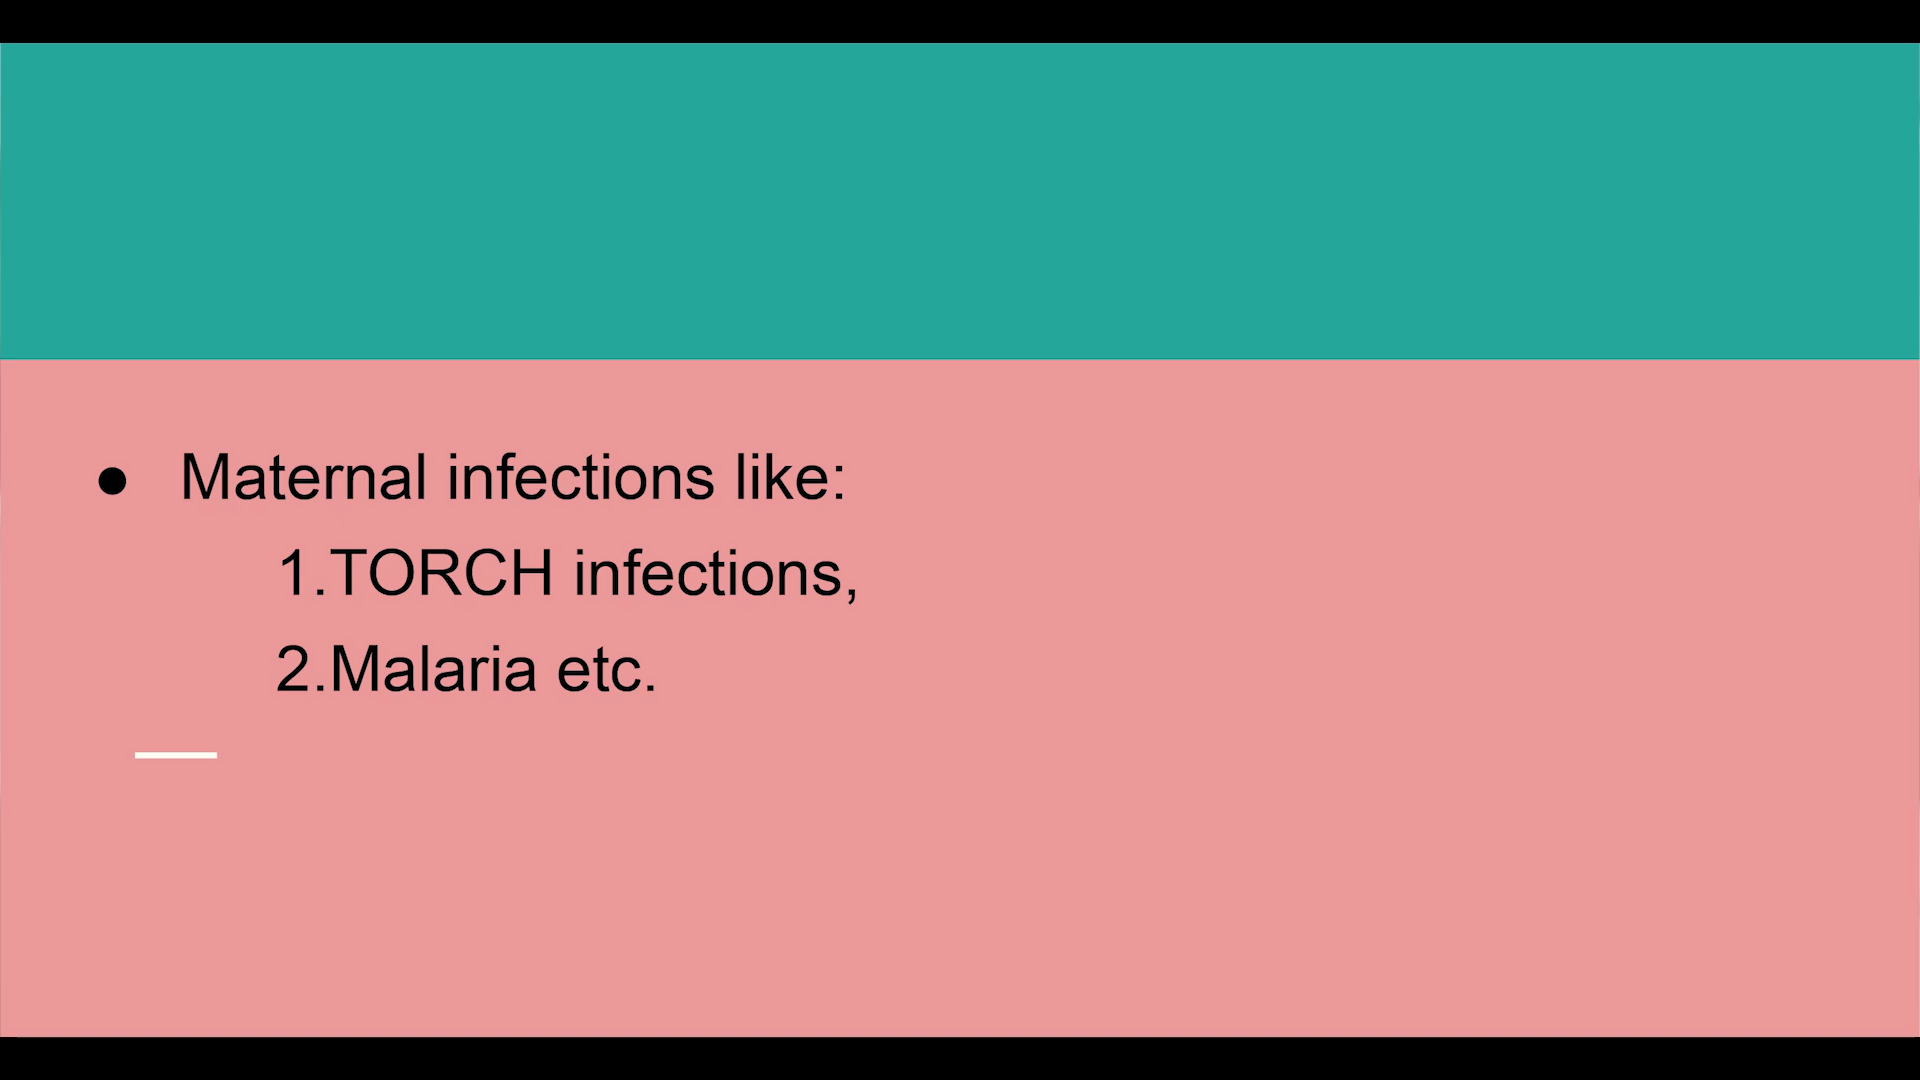 ● Maternal infections like:
1.TORCH infections,
2.Malaria etc.